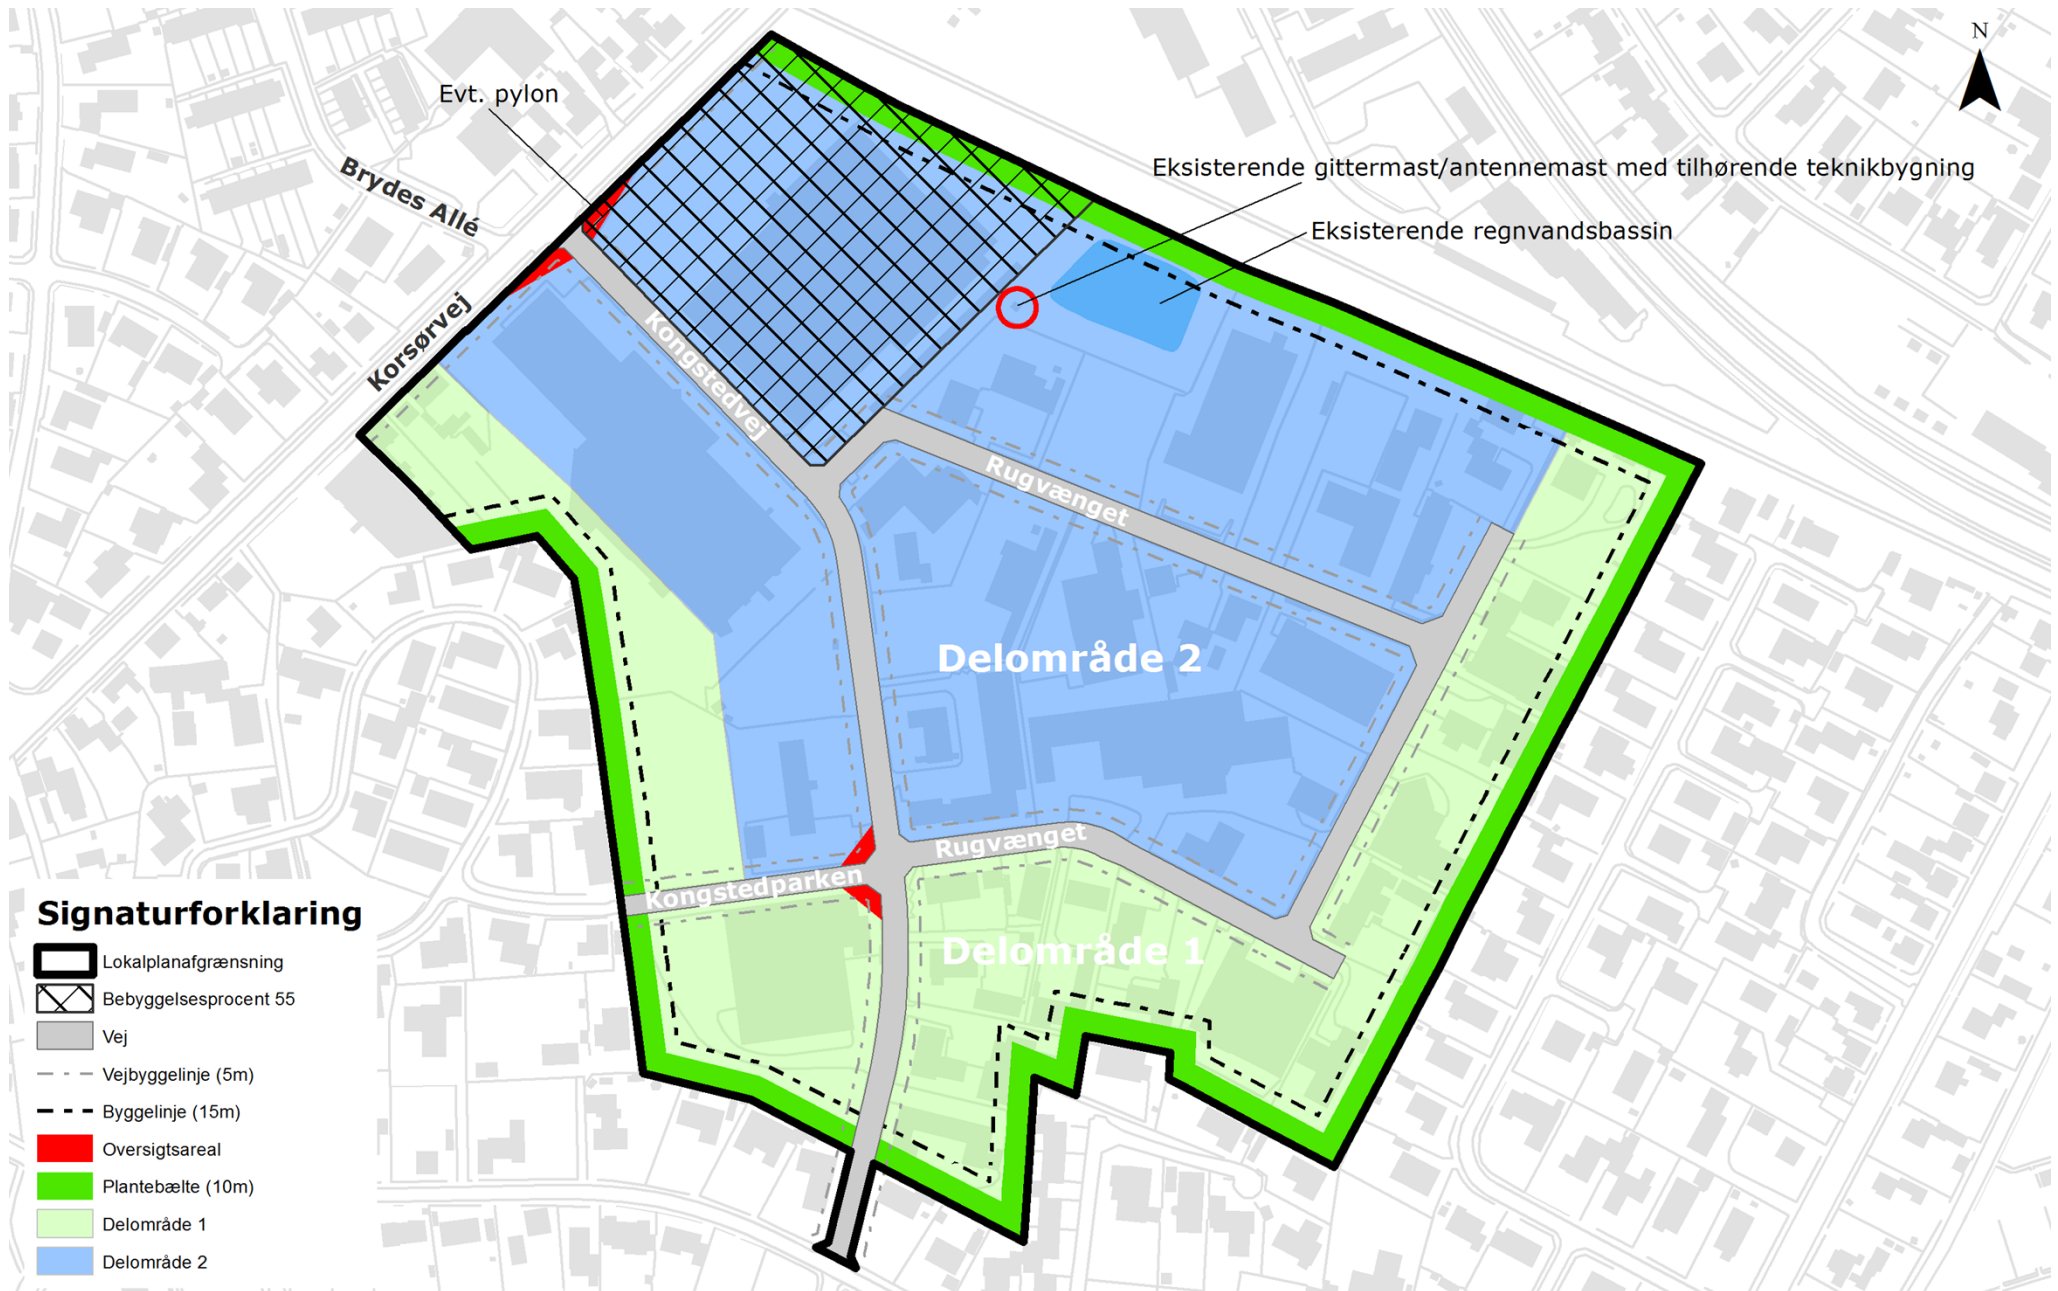 N
Evt. pylon
Brydes Allé
Eksisterende gittermast/antennemast med tilhørende teknikbygning
Eksisterende regnvandsbassin
Korsørvej
Kongstedvej
Rugvænget
Delområde 2
Rugvænget
Kongstedparken
Delområde 1
Signaturforklaring
Lokalplanafgrænsning
Bebyggelsesprocent 55
Vej
Vejbyggelinje (5m)
Byggelinje (15m)
Oversigtsareal
Plantebælte (10m)
Delområde 1
Delområde 2